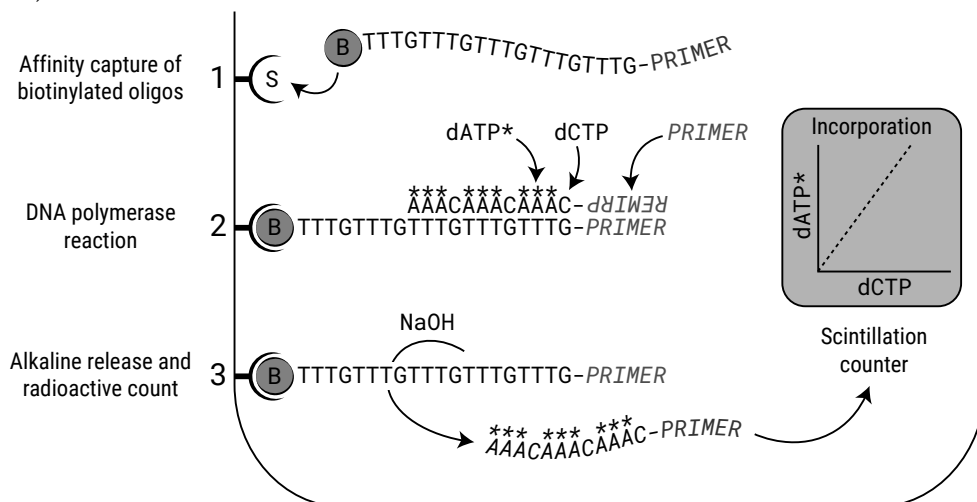 Affinity capture of
biotinylated oligos
1
S
B
TTTGTTTGTTTGTTTGTTTG-PRIMER
dATP*
dCTP
PRIMER
DNA polymerase
reaction
2
*** *** ***
AAACAAACAAAC-PRIMER
B
TTTGTTTGTTTGTTTGTTTG-PRIMER
Incorporation
dATP*
dCTP
Scintillation
counter
NaOH
Alkaline release and
radioactive count
3
B
TTTGTTTGTTTGTTTGTTTG-PRIMER
*** *** ***
AAACAAACAAAC-PRIMER